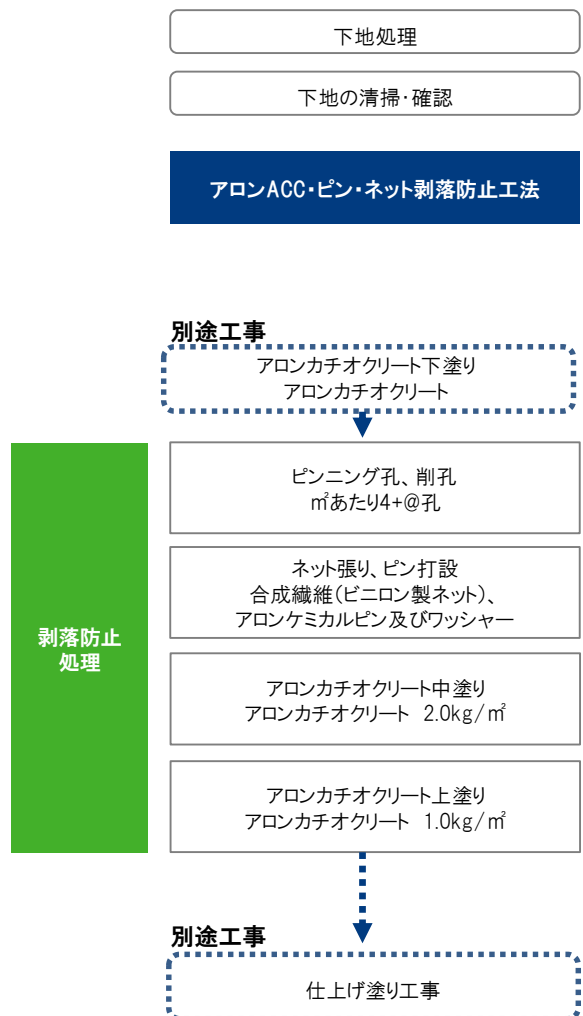 下地処理
下地の清掃・確認
アロンACC・ピン・ネット剥落防止工法
別途工事
アロンカチオクリート下塗り
アロンカチオクリート
剥落防止
処理
ピンニング孔、削孔
㎡あたり4+@孔
ネット張り、ピン打設
合成繊維(ビニロン製ネット)、
アロンケミカルピン及びワッシャー
アロンカチオクリート中塗り
アロンカチオクリート 2.0kg/㎡
アロンカチオクリート上塗り
アロンカチオクリート 1.0kg/㎡
別途工事
仕上げ塗り工事